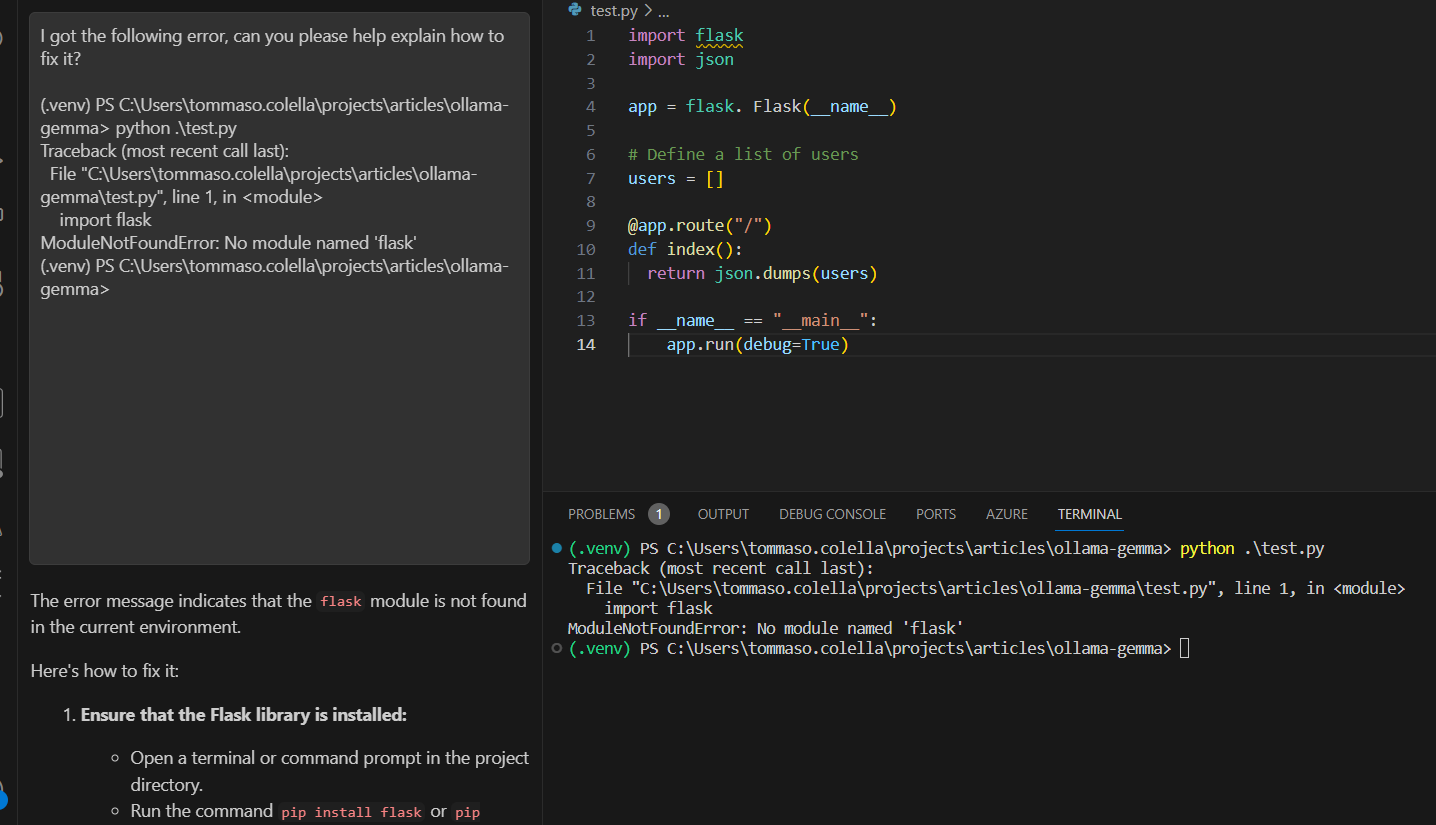 I got the following error, can you please help explain how to
fix it?
(.venv) PS C:\Users\tommaso.colella\projects\articles\ollama-
gemma> python .\test.py
Traceback (most recent call last):
  File "C:\Users\tommaso.colella\projects\articles\ollama-
gemma\test.py", line 1, in <module>
    import flask
ModuleNotFoundError: No module named 'flask'
(.venv) PS C:\Users\tommaso.colella\projects\articles\ollama-
gemma>
The error message indicates that the flask module is not found
in the current environment.
Here's how to fix it:
1. Ensure that the Flask library is installed:
◦ Open a terminal or command prompt in the project
directory.
◦ Run the command pip install flask or pip
test.py > ...
1 import flask
2 import json
3
4 app = flask. Flask(__name__)
5
6 # Define a list of users
7 users = []
8
9 @app.route("/")
10 def index():
11   return json.dumps(users)
12
13 if __name__ == "__main__":
14     app.run(debug=True)
PROBLEMS 1 OUTPUT DEBUG CONSOLE PORTS AZURE TERMINAL
(.venv) PS C:\Users\tommaso.colella\projects\articles\ollama-gemma> python .\test.py
Traceback (most recent call last):
  File "C:\Users\tommaso.colella\projects\articles\ollama-gemma\test.py", line 1, in <module>
    import flask
ModuleNotFoundError: No module named 'flask'
(.venv) PS C:\Users\tommaso.colella\projects\articles\ollama-gemma>